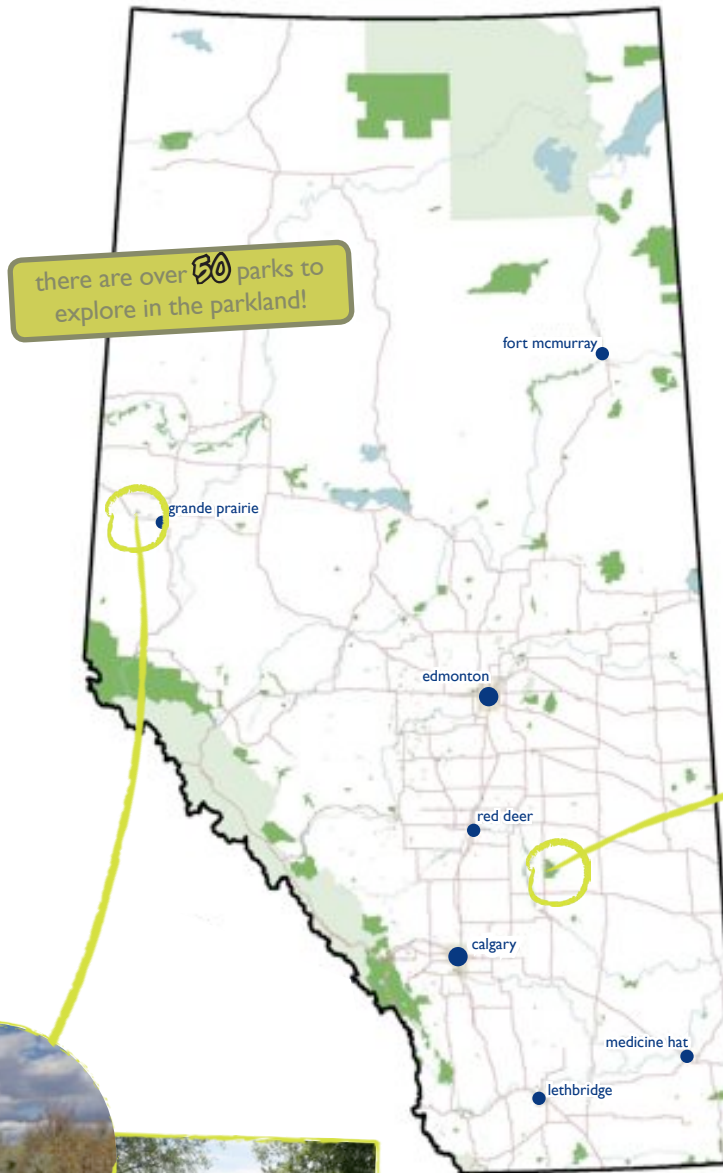 there are over 50 parks to
explore in the parkland!
fort mcmurray
grande prairie
edmonton
red deer
calgary
medicine hat
lethbridge